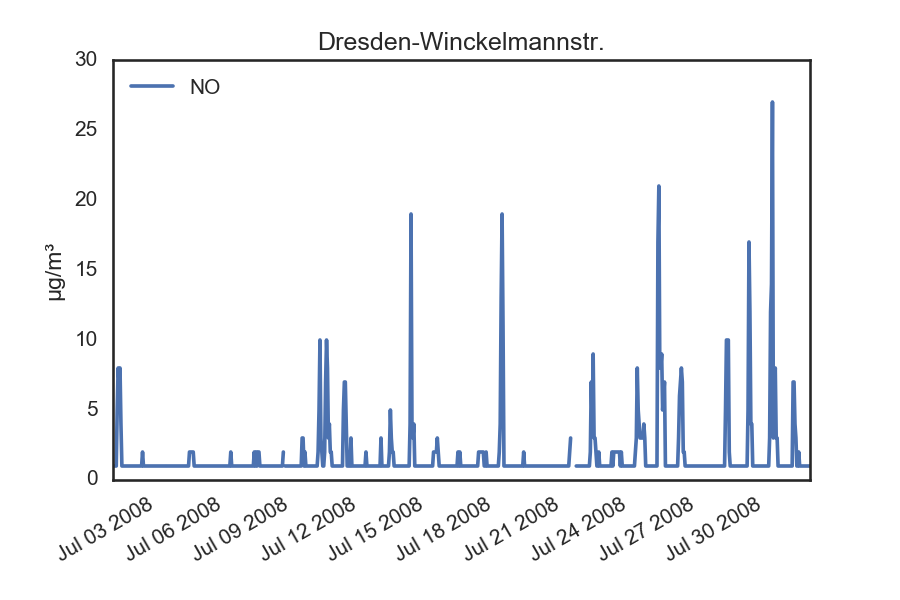 Dresden-Winckelmannstr.
30
25
20
15
10
5
0
µg/m³
NO
Jul 03 2008
Jul 06 2008
Jul 09 2008
Jul 12 2008
Jul 15 2008
Jul 18 2008
Jul 21 2008
Jul 24 2008
Jul 27 2008
Jul 30 2008